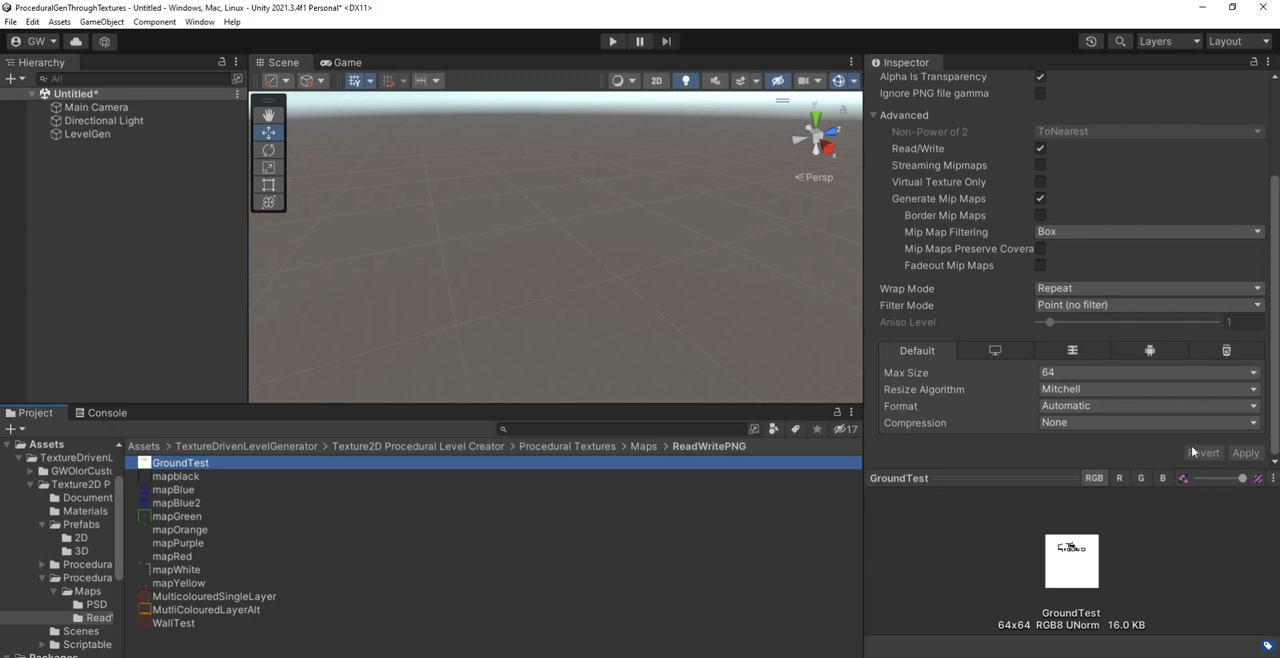 ProceduralGenThroughTextures - Untitled - Windows, Mac, Linux - Unity 2021.3.4f1 Personal* <DX11>
File Edit Assets GameObject Component Window Help
GW Layers Layout
Hierarchy
All
Untitled*
Main Camera
Directional Light
LevelGen
Scene Game
2D
z
x
Persp
Inspector
Alpha Is Transparency
Ignore PNG file gamma
Advanced
Non-Power of 2 ToNearest
Read/Write
Streaming Mipmaps
Virtual Texture Only
Generate Mip Maps
Border Mip Maps
Mip Map Filtering Box
Mip Maps Preserve Covera
Fadeout Mip Maps
Wrap Mode Repeat
Filter Mode Point (no filter)
Aniso Level 1
Default
Max Size 64
Resize Algorithm Mitchell
Format Automatic
Compression None
Revert Apply
GroundTest RGB R G B
GroundTest
64x64 RGB8 UNorm 16.0 KB
Project Console
17
Assets
TextureDrivenL
GWOlorCust
Texture2D P
Document
Materials
Prefabs
2D
3D
Procedura
Procedura
Maps
PSD
Read
Scenes
Scriptable
Packages
Assets > TextureDrivenLevelGenerator > Texture2D Procedural Level Creator > Procedural Textures > Maps > ReadWritePNG
GroundTest
mapblack
mapBlue
mapBlue2
mapGreen
mapOrange
mapPurple
mapRed
mapWhite
mapYellow
MulticolouredSingleLayer
MutliColouredLayerAlt
WallTest